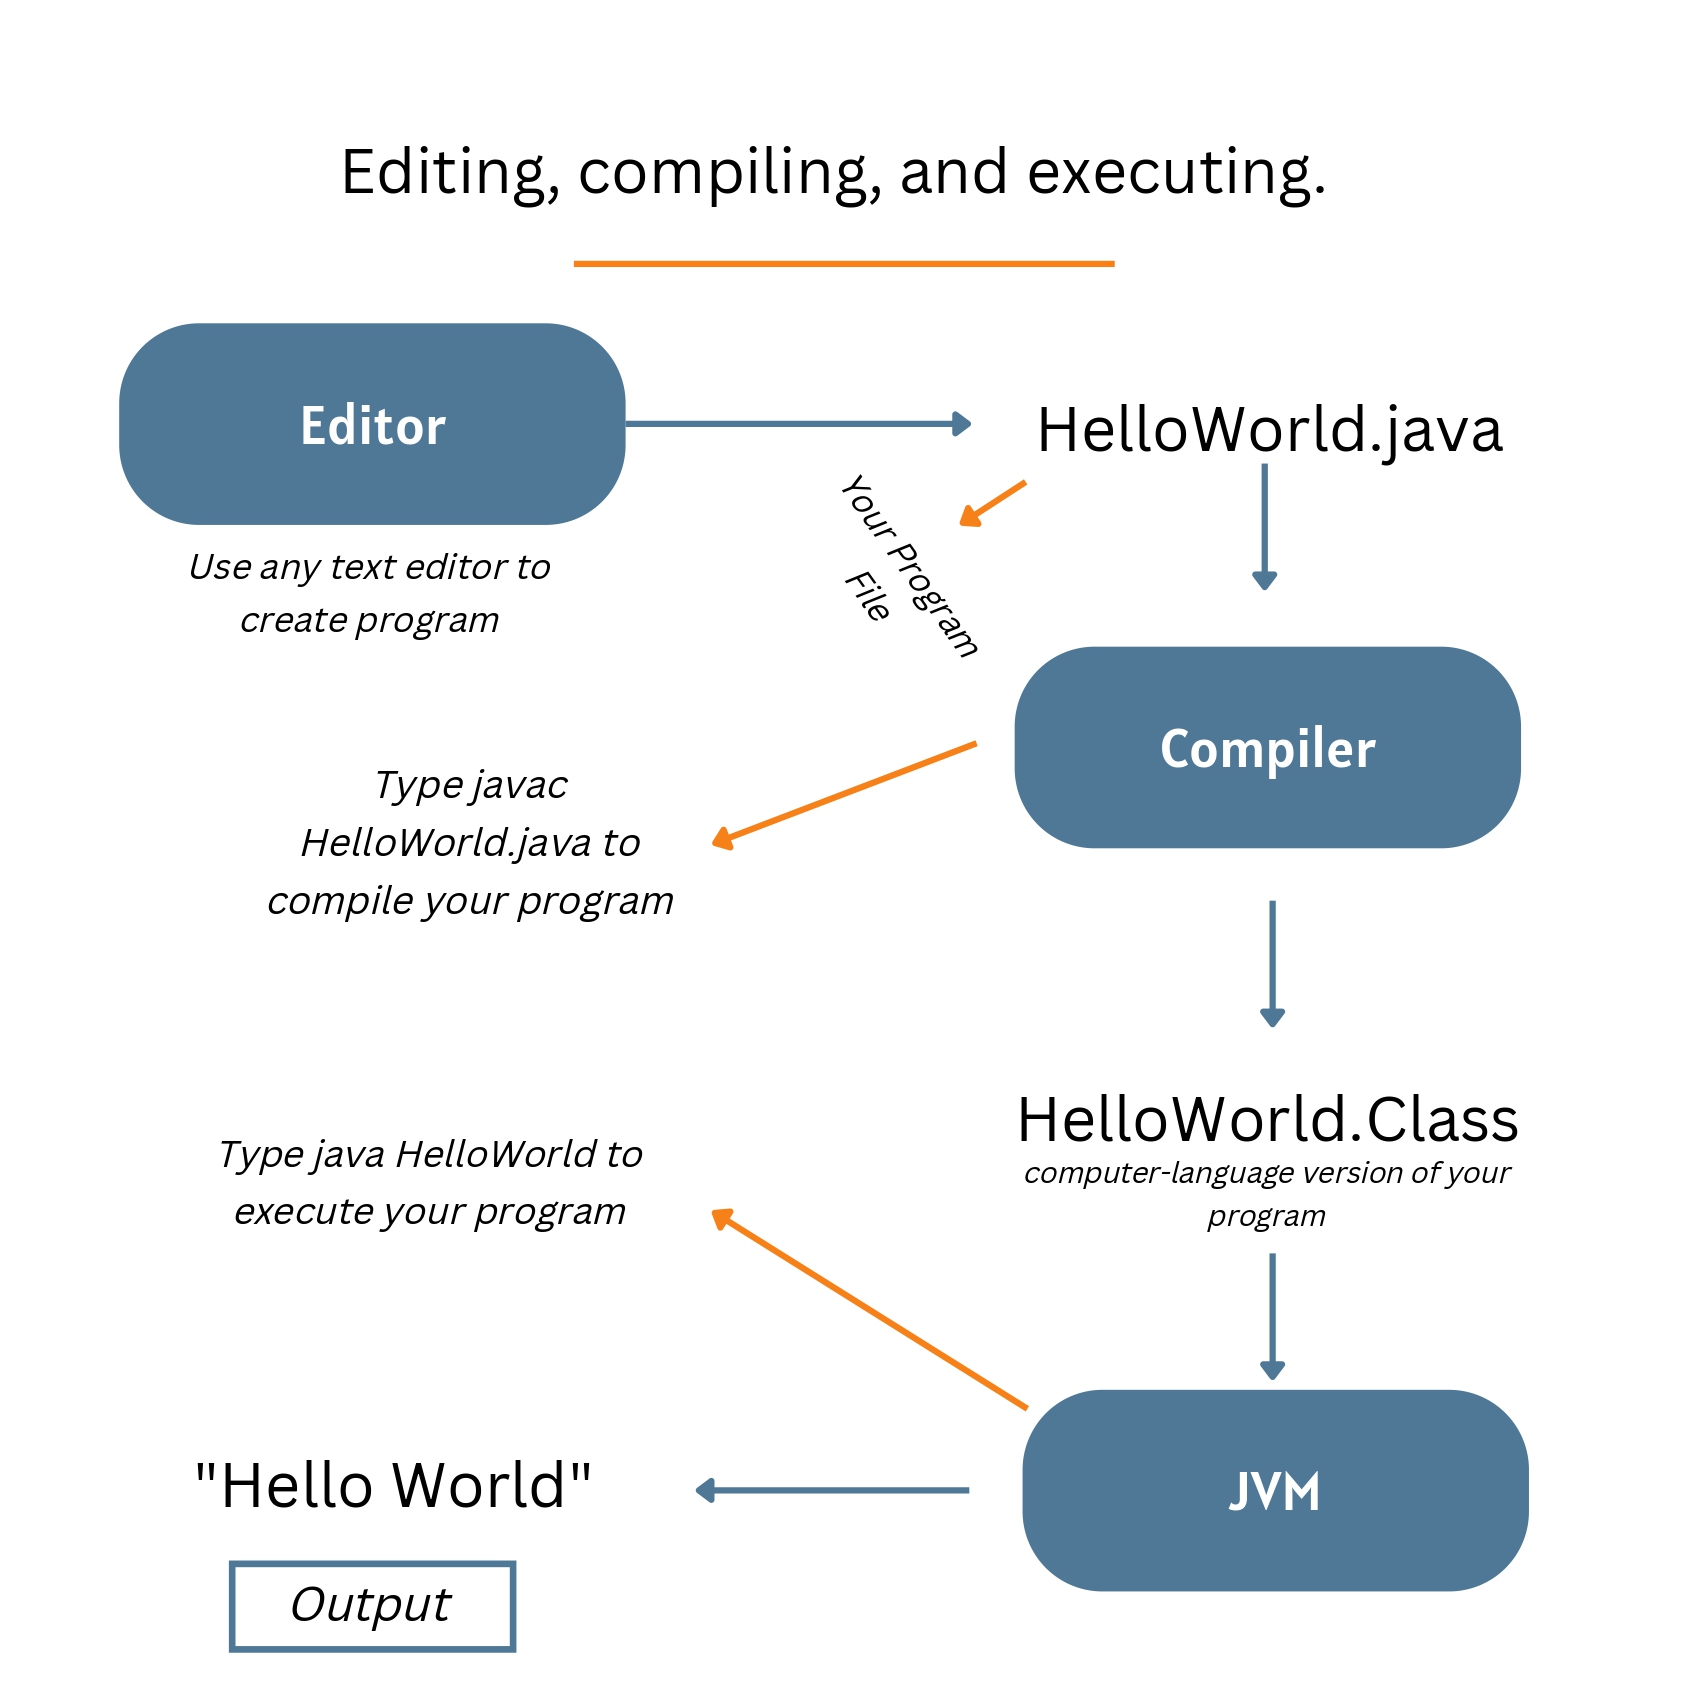 Editing, compiling, and executing.
Editor
HelloWorld.java
Use any text editor to
create program
Your Program
File
Compiler
Type javac
HelloWorld.java to
compile your program
HelloWorld.Class
computer-language version of your
program
Type java HelloWorld to
execute your program
JVM
"Hello World"
Output